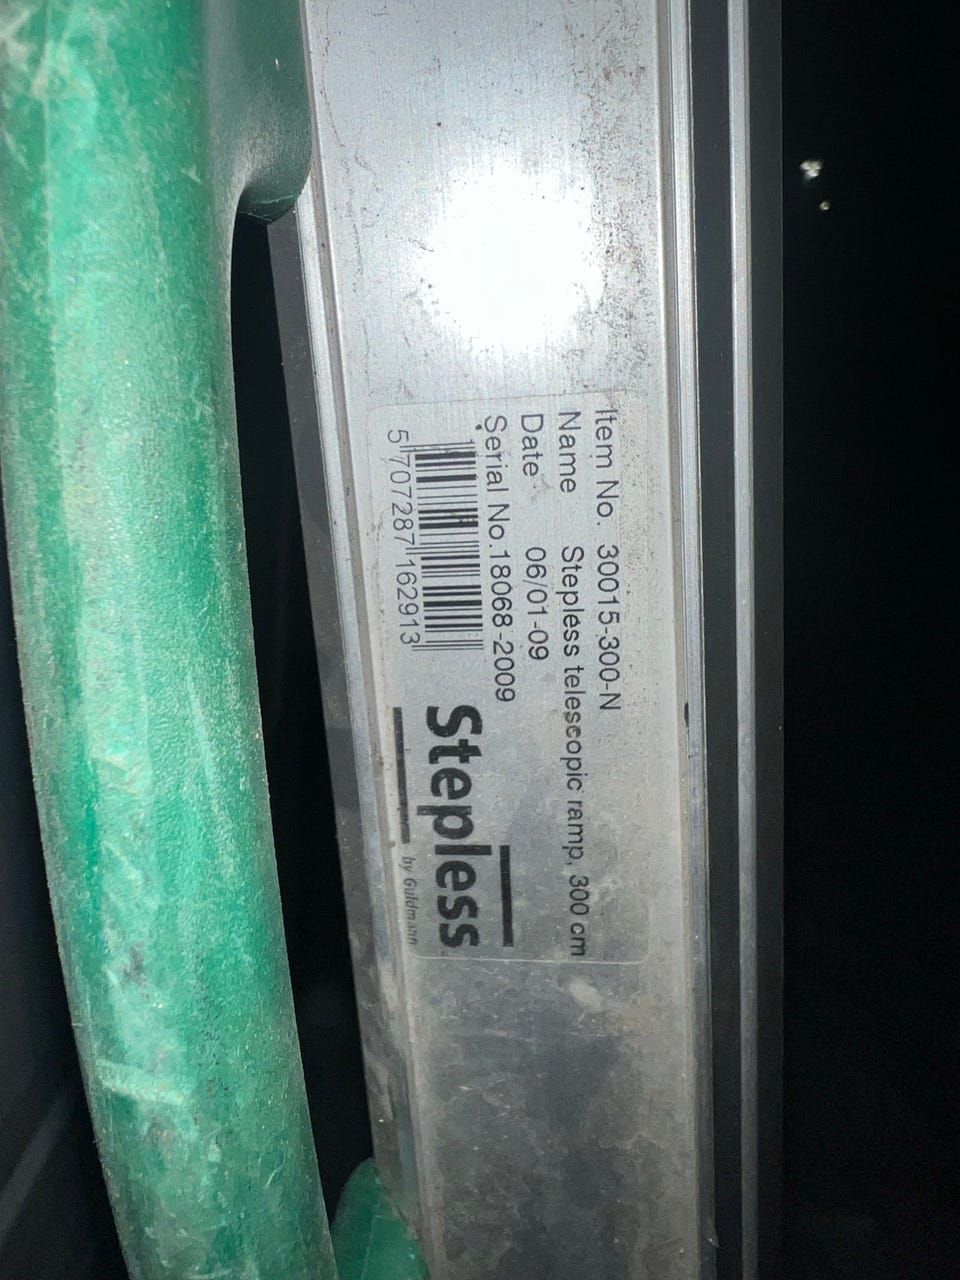 Item No. 30015-300-N
Name Stepless telescopic ramp, 300 cm
Date 06/01-09
Serial No.18068-2009
5 707287 162913
Stepless
by Guldmann